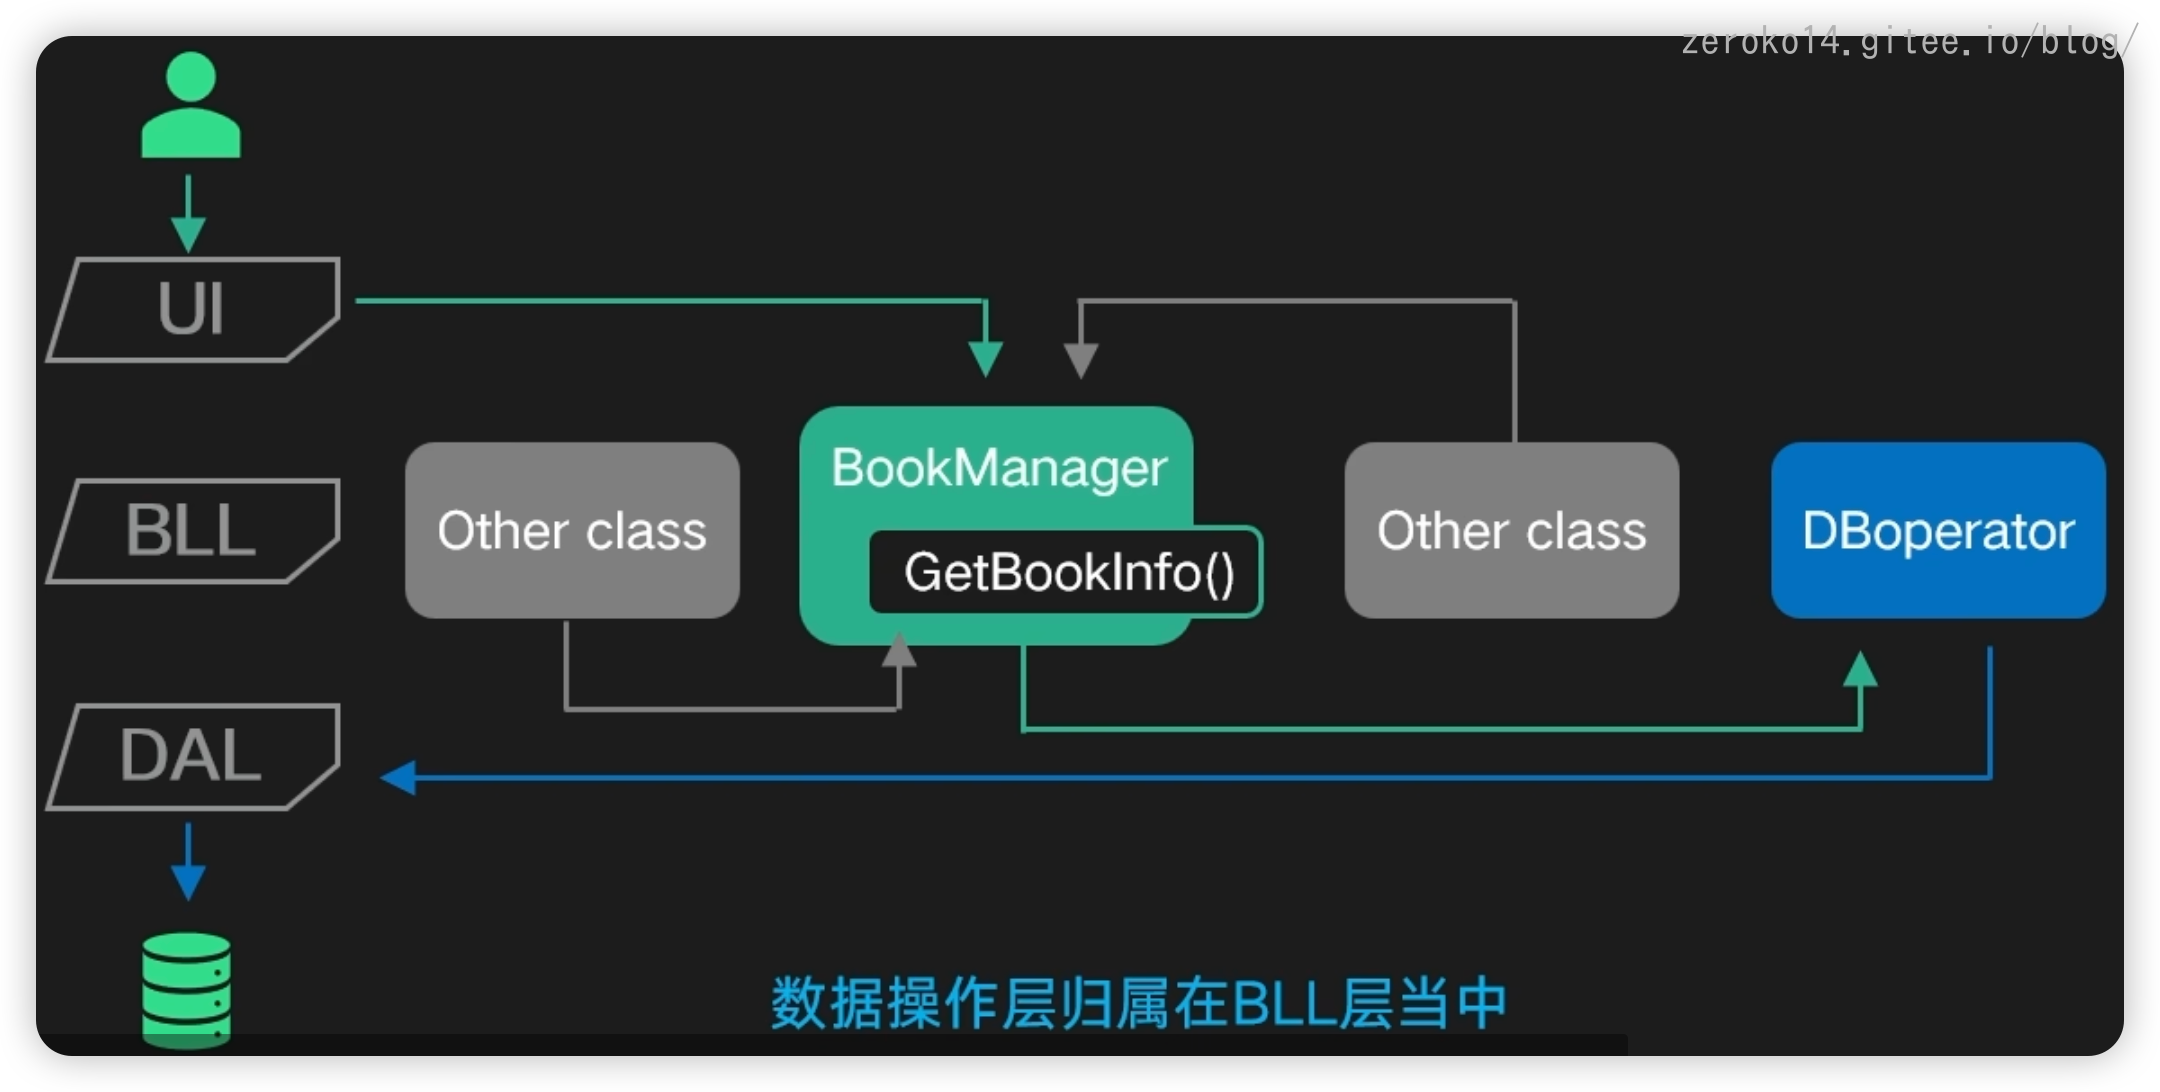 zeroko14.gitee.io/blog/
UI
BLL
Other class
BookManager
GetBookInfo()
Other class
DBoperator
DAL
数据操作层归属在BLL层当中